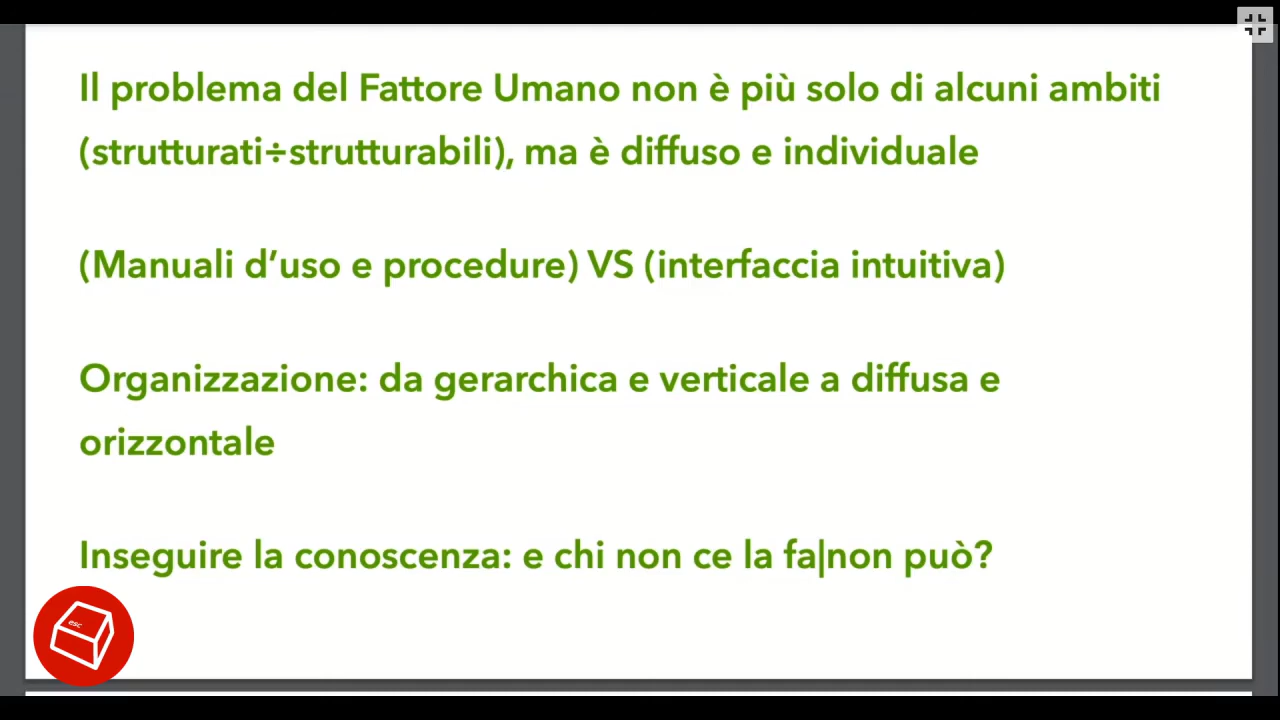 Il problema del Fattore Umano non è più solo di alcuni ambiti
(strutturati÷strutturabili), ma è diffuso e individuale
(Manuali d’uso e procedure) VS (interfaccia intuitiva)
Organizzazione: da gerarchica e verticale a diffusa e
orizzontale
Inseguire la conoscenza: e chi non ce la fa|non può?
esc